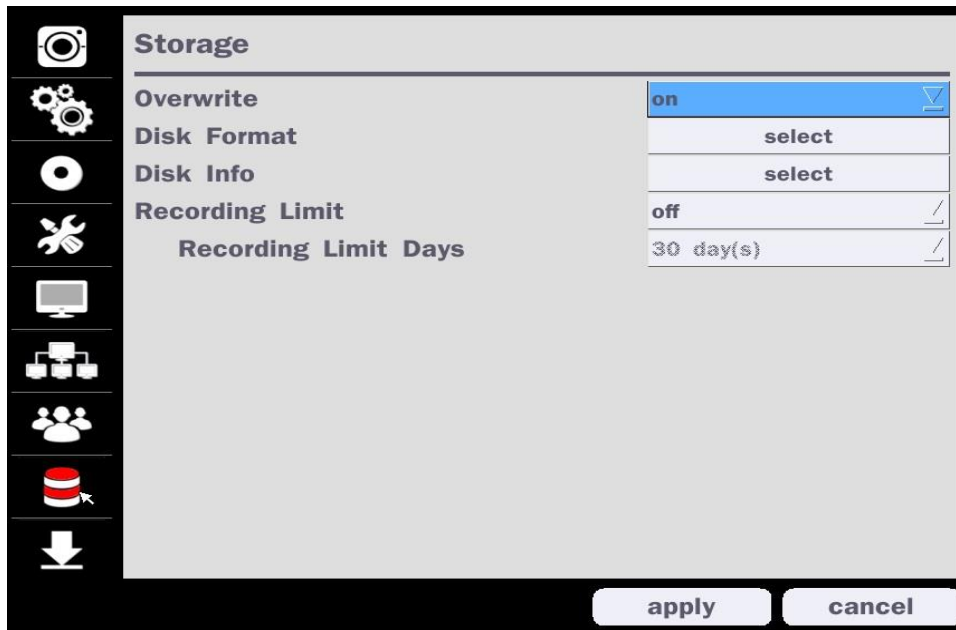 Storage
Overwrite on
Disk Format select
Disk Info select
Recording Limit off
Recording Limit Days 30 day(s)
apply cancel